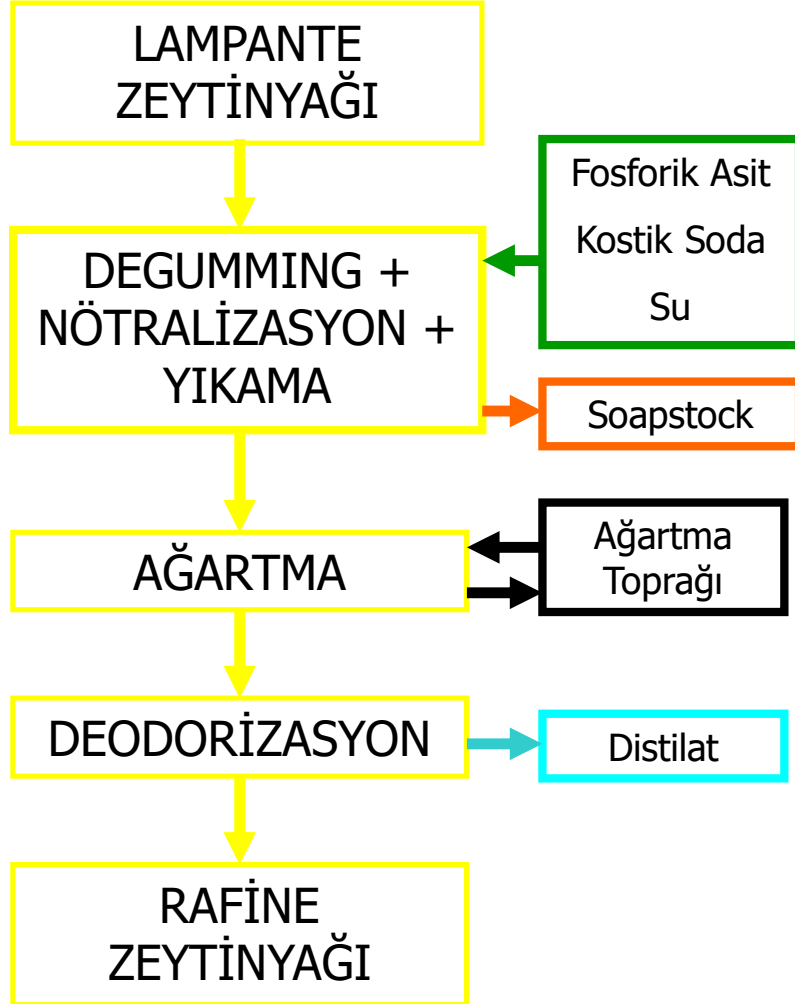 LAMPANTE
ZEYTİNYAĞI
Fosforik Asit
Kostik Soda
Su
DEGUMMING +
NÖTRALİZASYON +
YIKAMA
Soapstock
AĞARTMA
Ağartma
Toprağı
DEODORİZASYON
Distilat
RAFİNE
ZEYTİNYAĞI